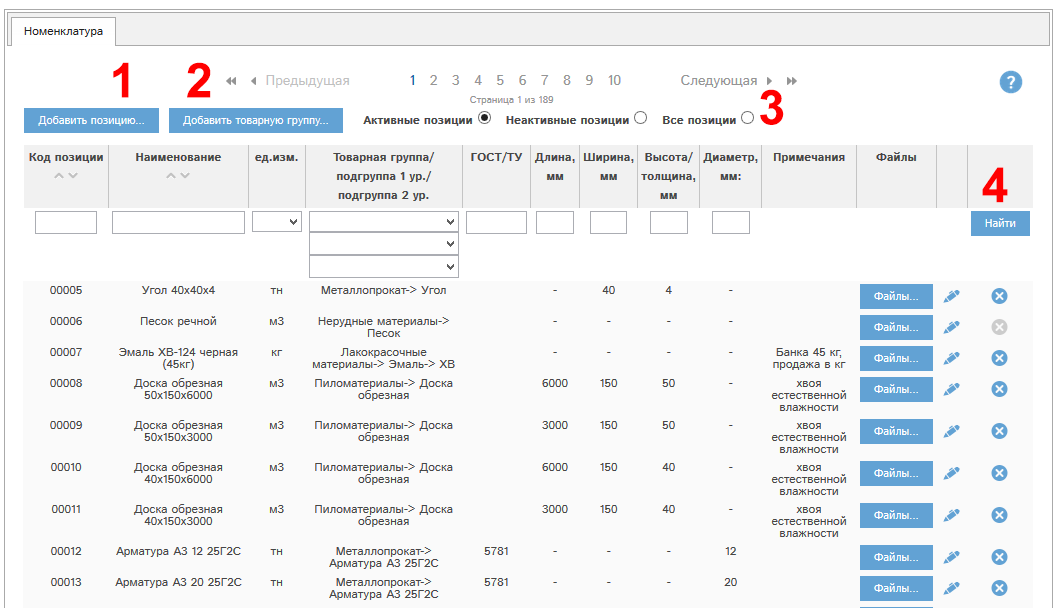 Номенклатура
1 2 Предыдущая 1 2 3 4 5 6 7 8 9 10 Следующая
Страница 1 из 189
3
Добавить позицию... Добавить товарную группу... Активные позиции Неактивные позиции Все позиции
?
Код позиции Наименование ед.изм. Товарная группа/ ГОСТ/ТУ Длина, Ширина, Высота/ Диаметр, Примечания Файлы
подгруппа 1 ур./ мм мм толщина, мм:
подгруппа 2 ур. мм
4
Найти
00005 Угол 40х40х4 тн Металлопрокат-> Угол - 40 4 - Файлы...
00006 Песок речной м3 Нерудные материалы-> - - - - Файлы...
Песок
00007 Эмаль ХВ-124 черная кг Лакокрасочные - - - - Банка 45 кг, Файлы...
(45кг) материалы-> Эмаль-> ХВ продажа в кг
00008 Доска обрезная м3 Пиломатериалы-> Доска 6000 150 50 - хвоя Файлы...
50х150х6000 обрезная естественной
влажности
00009 Доска обрезная м3 Пиломатериалы-> Доска 3000 150 50 - хвоя Файлы...
50х150х3000 обрезная естественной
влажности
00010 Доска обрезная м3 Пиломатериалы-> Доска 6000 150 40 - хвоя Файлы...
40х150х6000 обрезная естественной
влажности
00011 Доска обрезная м3 Пиломатериалы-> Доска 3000 150 40 - хвоя Файлы...
40х150х3000 обрезная естественной
влажности
00012 Арматура А3 12 25Г2С тн Металлопрокат-> 5781 - - - 12 Файлы...
Арматура А3 25Г2С
00013 Арматура А3 20 25Г2С тн Металлопрокат-> 5781 - - - 20 Файлы...
Арматура А3 25Г2С